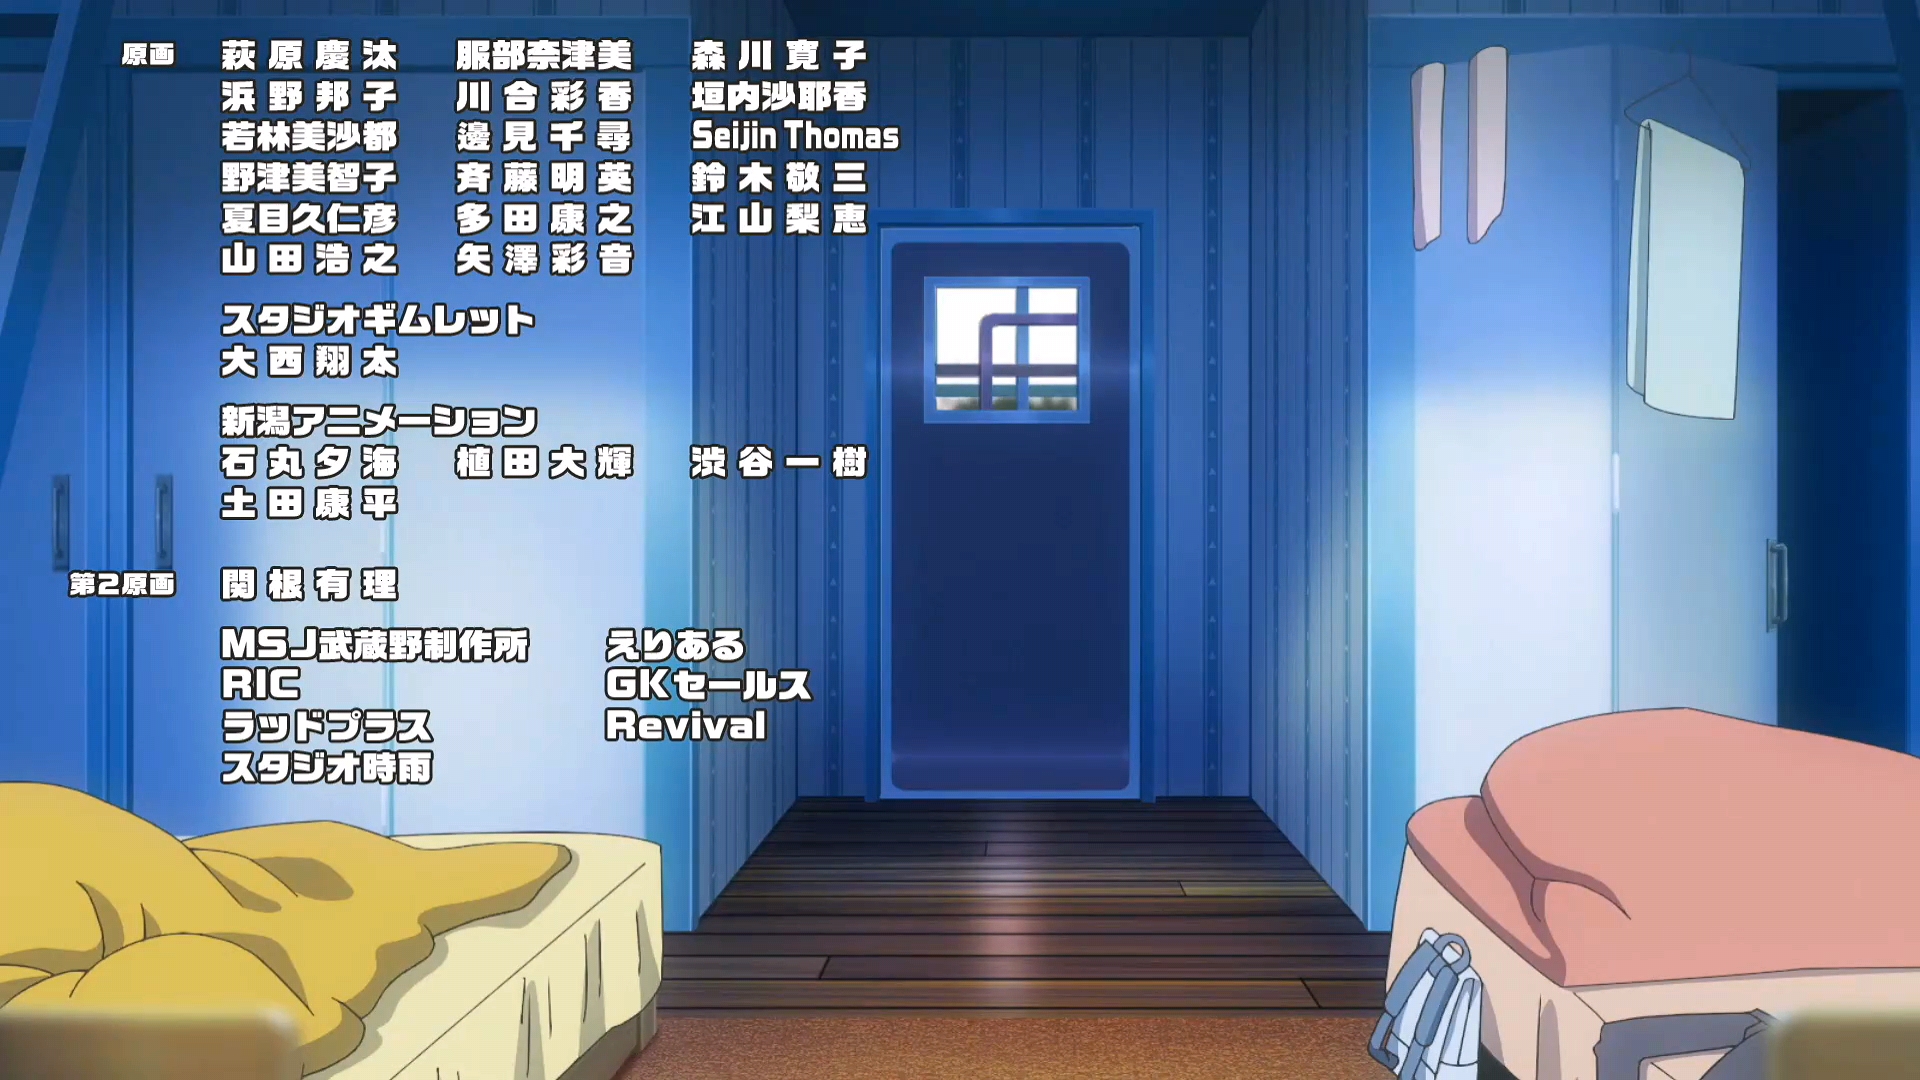 原画 萩原慶汰 服部奈津美 森川寛子
浜野邦子 川合彩香 垣内沙耶香
若林美沙都 邊見千尋 Seijin Thomas
野津美智子 斉藤明英 鈴木敬三
夏目久仁彦 多田康之 江山梨恵
山田浩之 矢澤彩音
スタジオギムレット
大西翔太
新潟アニメーション
石丸夕海 植田大輝 渋谷一樹
土田康平
第2原画 関根有理
MSJ武蔵野制作所 えりある
RIC GKセールス
ラッドプラス Revival
スタジオ時雨